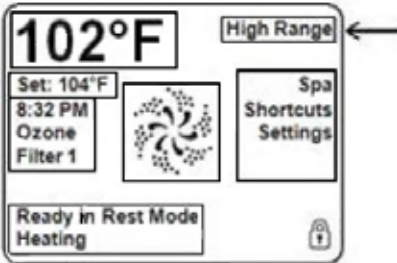 102°F
High Range
Set: 104°F
8:32 PM
Ozone
Filter 1
Spa
Shortcuts
Settings
Ready in Rest Mode
Heating